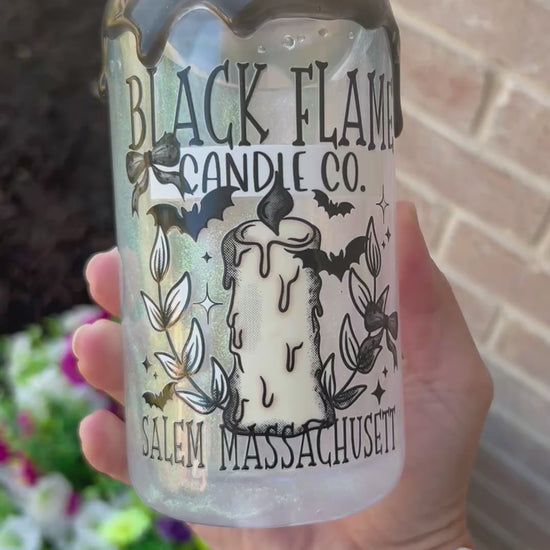 BLACK FLAME
CANDLE CO.
SALEM MASSACHUSETT